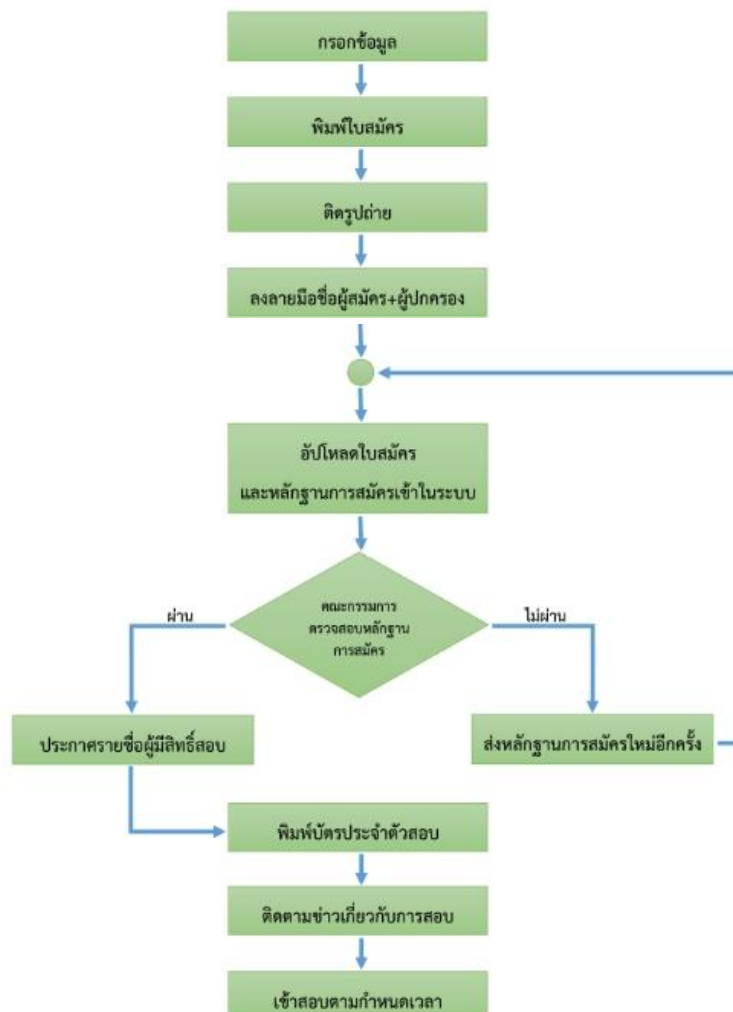 กรอกข้อมูล
พิมพ์ใบสมัคร
ติดรูปถ่าย
ลงลายมือชื่อผู้สมัคร+ผู้ปกครอง
อัปโหลดใบสมัคร
และหลักฐานการสมัครเข้าในระบบ
คณะกรรมการ
ตรวจสอบหลักฐาน
การสมัคร
ผ่าน
ไม่ผ่าน
ประกาศรายชื่อผู้มีสิทธิ์สอบ
ส่งหลักฐานการสมัครใหม่อีกครั้ง
พิมพ์บัตรประจำตัวสอบ
ติดตามข่าวเกี่ยวกับการสอบ
เข้าสอบตามกำหนดเวลา